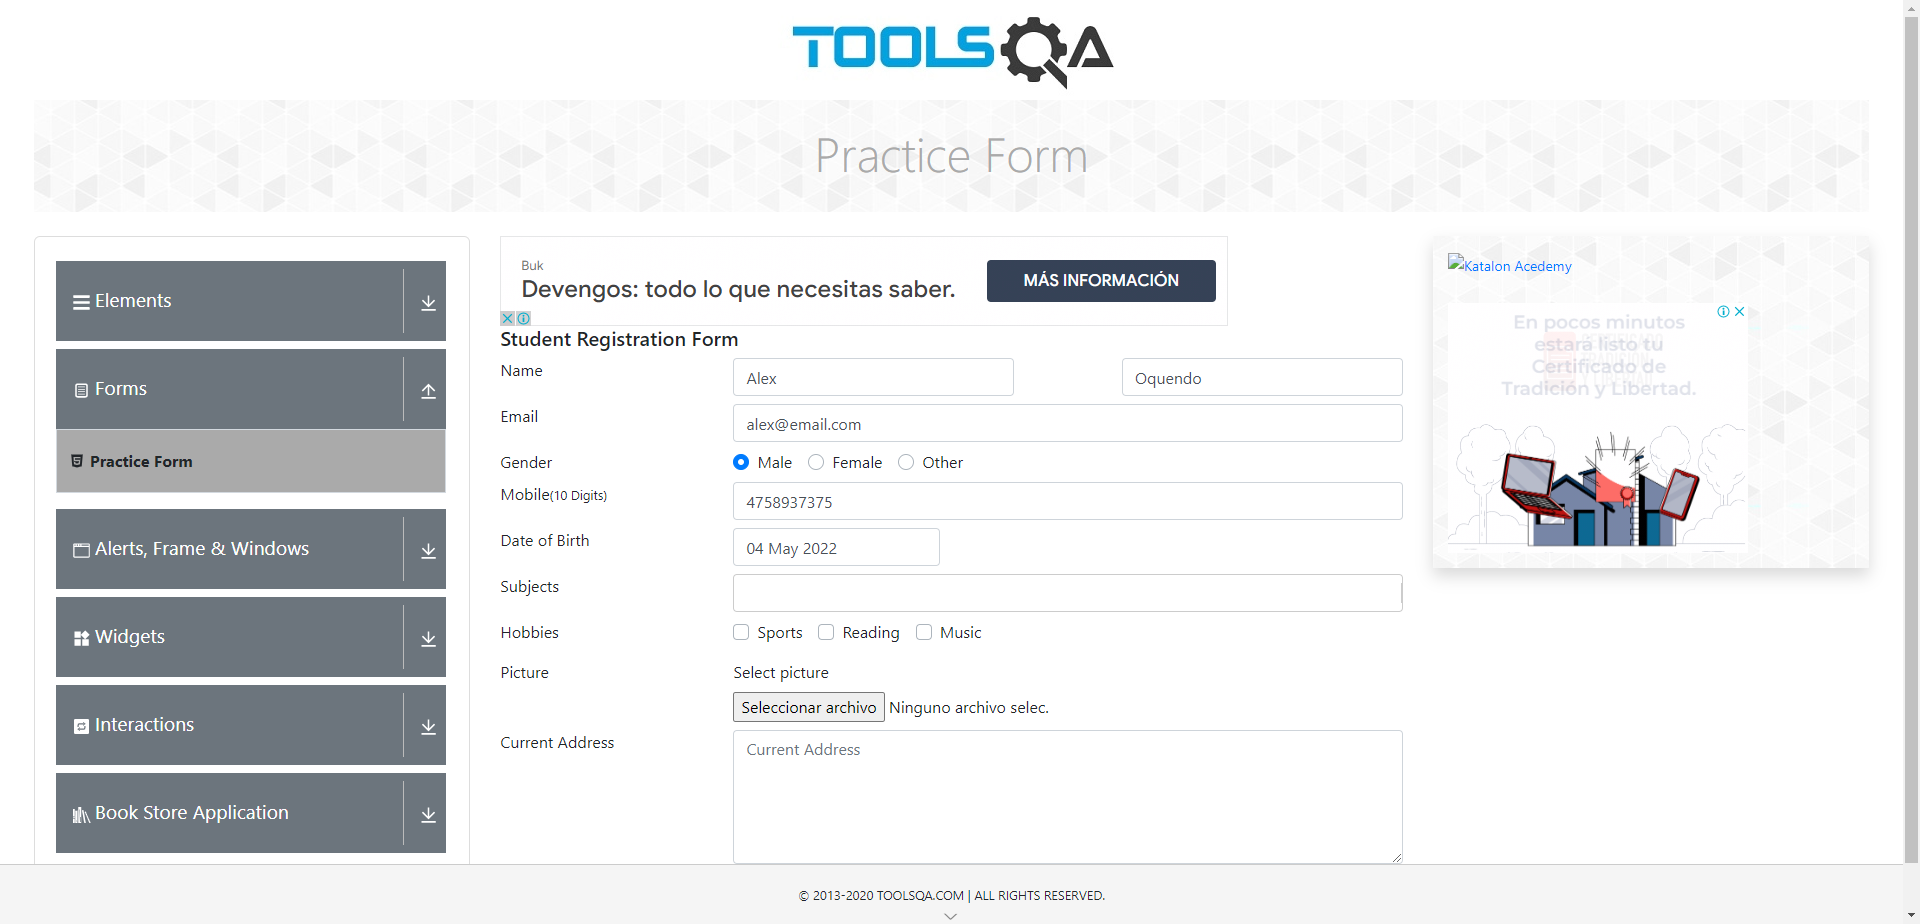 TOOLSQA
Practice Form
Elements
Forms
Practice Form
Alerts, Frame & Windows
Widgets
Interactions
Book Store Application
Buk
Devengos: todo lo que necesitas saber.
MÁS INFORMACIÓN
Student Registration Form
Name
Alex
Oquendo
Email
alex@email.com
Gender
Male
Female
Other
Mobile(10 Digits)
4758937375
Date of Birth
04 May 2022
Subjects
Hobbies
Sports
Reading
Music
Picture
Select picture
Seleccionar archivo
Ninguno archivo selec.
Current Address
Current Address
Katalon Acedemy
En pocos minutos
estará listo tu
Certificado de
Tradición y Libertad.
© 2013-2020 TOOLSQA.COM | ALL RIGHTS RESERVED.